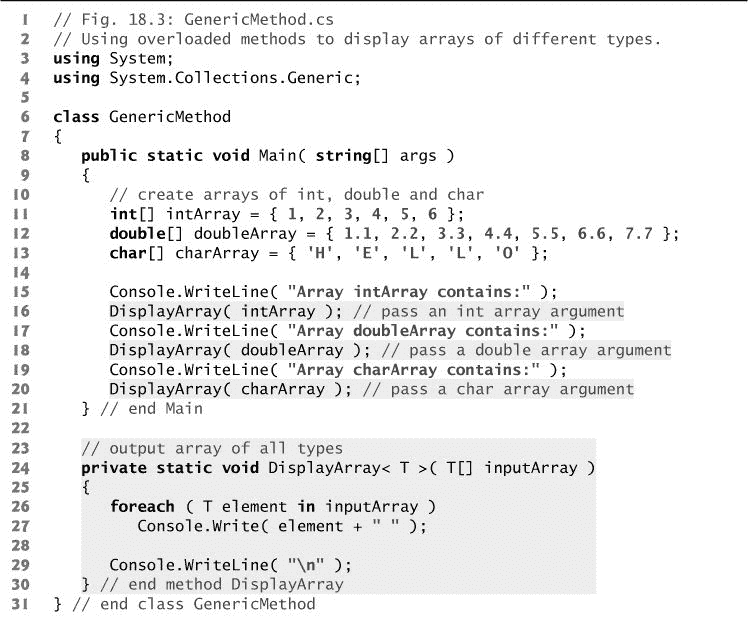 1 // Fig. 18.3: GenericMethod.cs
2 // Using overloaded methods to display arrays of different types.
3 using System;
4 using System.Collections.Generic;
5
6 class GenericMethod
7 {
8    public static void Main( string[] args )
9    {
10       // create arrays of int, double and char
11       int[] intArray = { 1, 2, 3, 4, 5, 6 };
12       double[] doubleArray = { 1.1, 2.2, 3.3, 4.4, 5.5, 6.6, 7.7 };
13       char[] charArray = { 'H', 'E', 'L', 'L', 'O' };
14
15       Console.WriteLine( "Array intArray contains:" );
16       DisplayArray( intArray ); // pass an int array argument
17       Console.WriteLine( "Array doubleArray contains:" );
18       DisplayArray( doubleArray ); // pass a double array argument
19       Console.WriteLine( "Array charArray contains:" );
20       DisplayArray( charArray ); // pass a char array argument
21    } // end Main
22
23    // output array of all types
24    private static void DisplayArray< T >( T[] inputArray )
25    {
26       foreach ( T element in inputArray )
27          Console.Write( element + " " );
28
29       Console.WriteLine( "\n" );
30    } // end method DisplayArray
31 } // end class GenericMethod